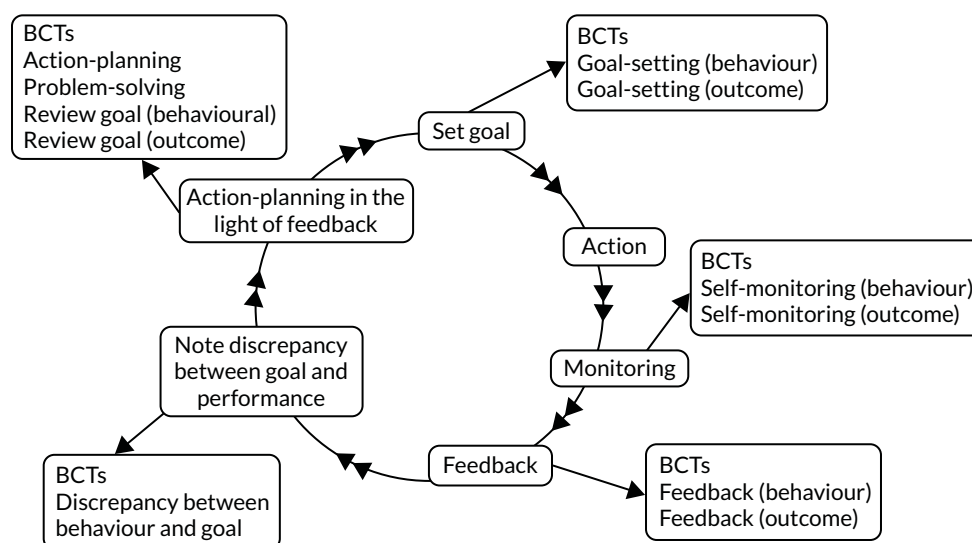 BCTs
Action-planning
Problem-solving
Review goal (behavioural)
Review goal (outcome)
BCTs
Goal-setting (behaviour)
Goal-setting (outcome)
Set goal
Action-planning in the
light of feedback
Action
BCTs
Self-monitoring (behaviour)
Self-monitoring (outcome)
Note discrepancy
between goal and
performance
Monitoring
Feedback
BCTs
Discrepancy between
behaviour and goal
BCTs
Feedback (behaviour)
Feedback (outcome)